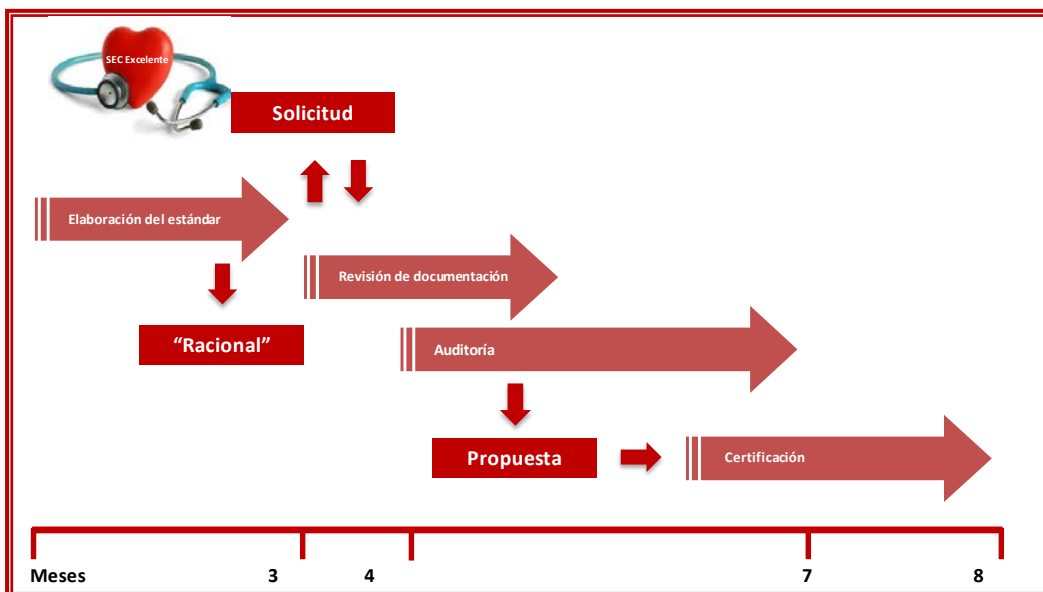 SEC Excelente
Solicitud
Elaboración del estándar
Revisión de documentación
“Racional”
Auditoría
Propuesta
Certificación
Meses 3 4 7 8